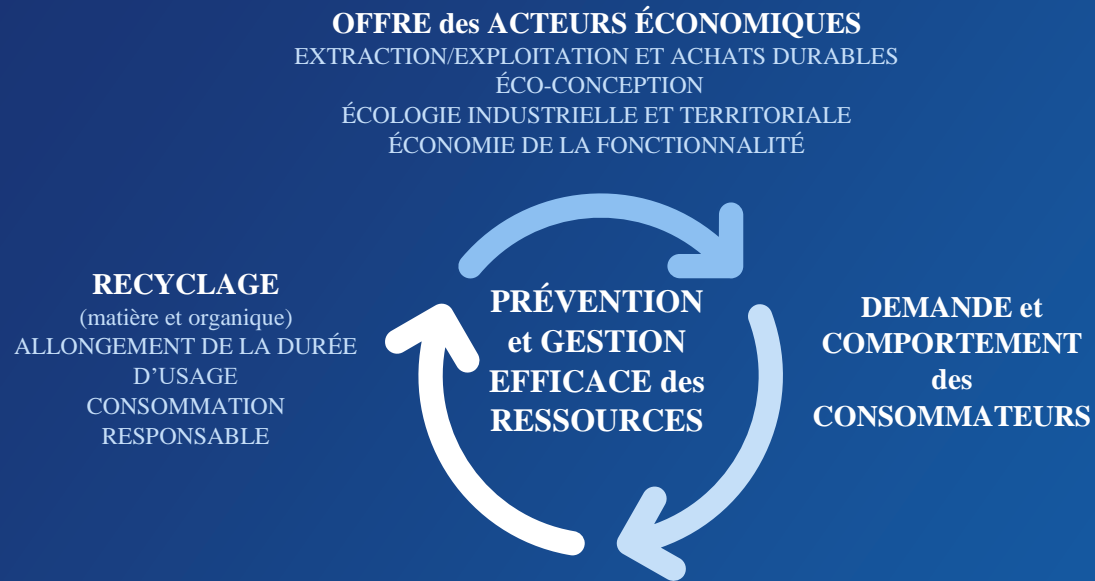 OFFRE des ACTEURS ÉCONOMIQUES
EXTRACTION/EXPLOITATION ET ACHATS DURABLES
ÉCO-CONCEPTION
ÉCOLOGIE INDUSTRIELLE ET TERRITORIALE
ÉCONOMIE DE LA FONCTIONNALITÉ
RECYCLAGE
(matière et organique)
ALLONGEMENT DE LA DURÉE
D’USAGE
CONSOMMATION
RESPONSABLE
PRÉVENTION
et GESTION
EFFICACE des
RESSOURCES
DEMANDE et
COMPORTEMENT
des
CONSOMMATEURS